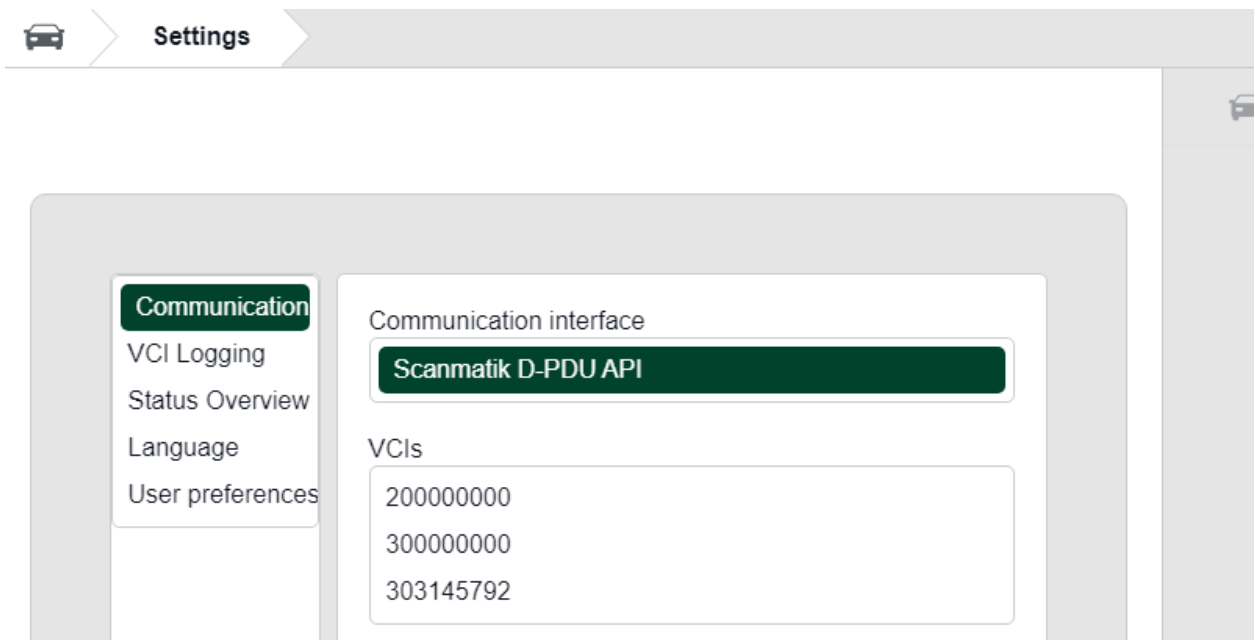 Settings
Communication
VCI Logging
Status Overview
Language
User preferences
Communication interface
Scanmatik D-PDU API
VCIs
200000000
300000000
303145792